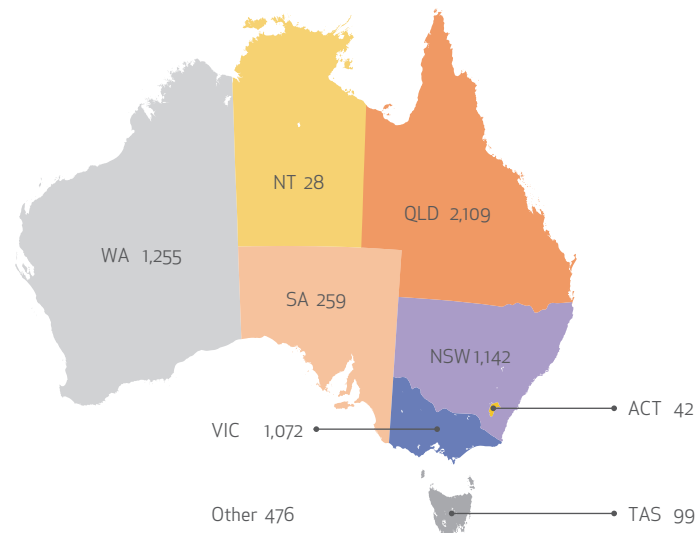 NT 28
QLD 2,109
WA 1,255
SA 259
NSW 1,142
ACT 42
VIC 1,072
Other 476
TAS 99